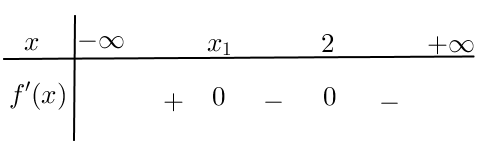 x −∞ x₁ 2 +∞
f′(x) + 0 − 0 −